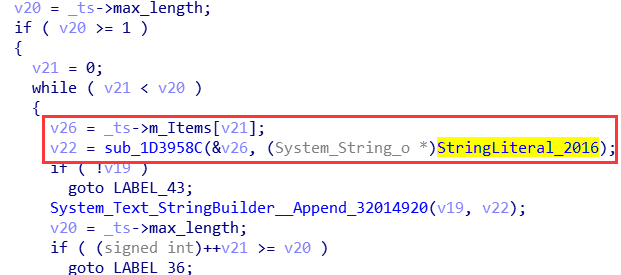 v20 = _ts->max_length;
if ( v20 >= 1 )
{
v21 = 0;
while ( v21 < v20 )
{
v26 = _ts->m_Items[v21];
v22 = sub_1D3958C(&v26, (System_String_o *)StringLiteral_2016);
if ( !v19 )
goto LABEL_43;
System_Text_StringBuilder__Append_32014920(v19, v22);
v20 = _ts->max_length;
if ( (signed int)++v21 >= v20 )
goto LABEL_36;